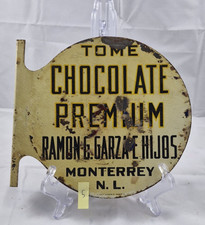 TOME
CHOCOLATE
PREMIUM
RAMON G. GARZA E HIJOS
MONTERREY
N. L.